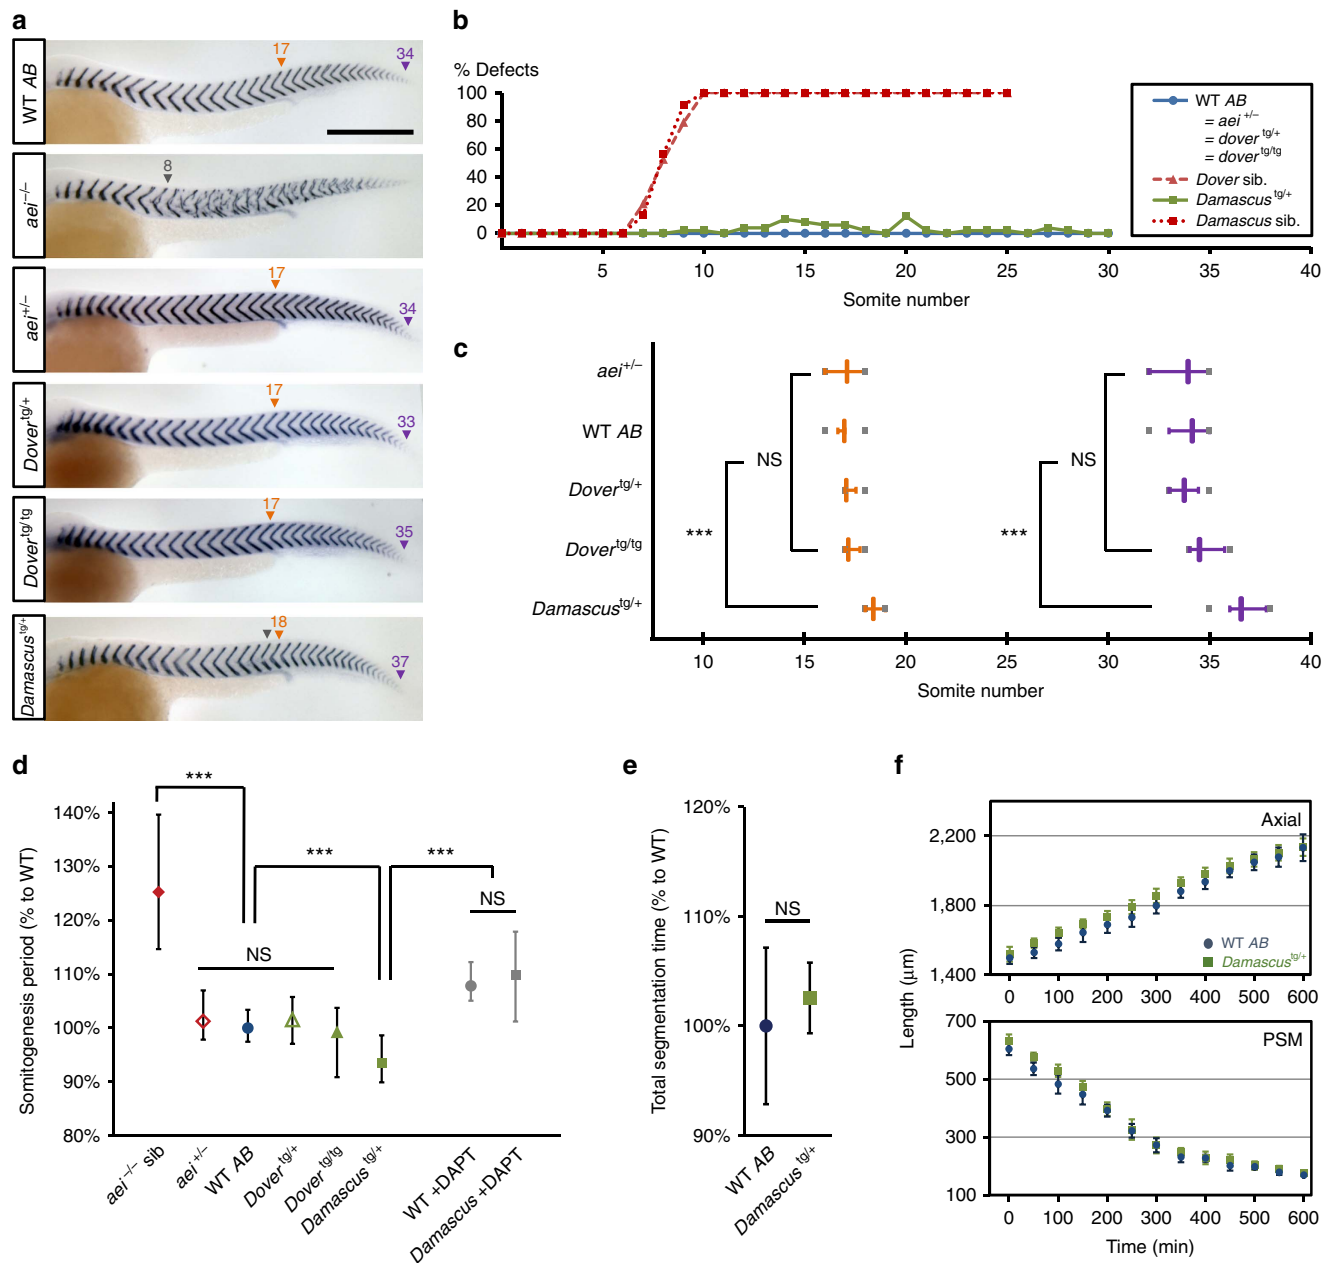 a
WT AB
17
34
aei–/–
8
aei+/–
17
34
Dovertg/+
17
33
Dovertg/tg
17
35
Damascustg/+
18
37
b
% Defects
100
80
60
40
20
0
5 10 15 20 25 30 35 40
Somite number
WT AB
= aei +/–
= dover tg/+
= dover tg/tg
Dover sib.
Damascus tg/+
Damascus sib.
c
aei+/–
WT AB
Dovertg/+
Dovertg/tg
Damascustg/+
NS
***
NS
***
10 15 20 25 30 35 40
Somite number
d
Somitogenesis period (% to WT)
140%
130%
120%
110%
100%
90%
80%
***
***
***
NS
NS
aei–/– sib
aei+/–
WT AB
Dovertg/+
Dovertg/tg
Damascustg/+
WT +DAPT
Damascus +DAPT
e
Total segmentation time (% to WT)
120%
110%
100%
90%
NS
WT AB
Damascustg/+
f
Length (μm)
Axial
2,200
1,800
1,400
WT AB
Damascustg/+
0 100 200 300 400 500 600
PSM
700
500
300
100
0 100 200 300 400 500 600
Time (min)